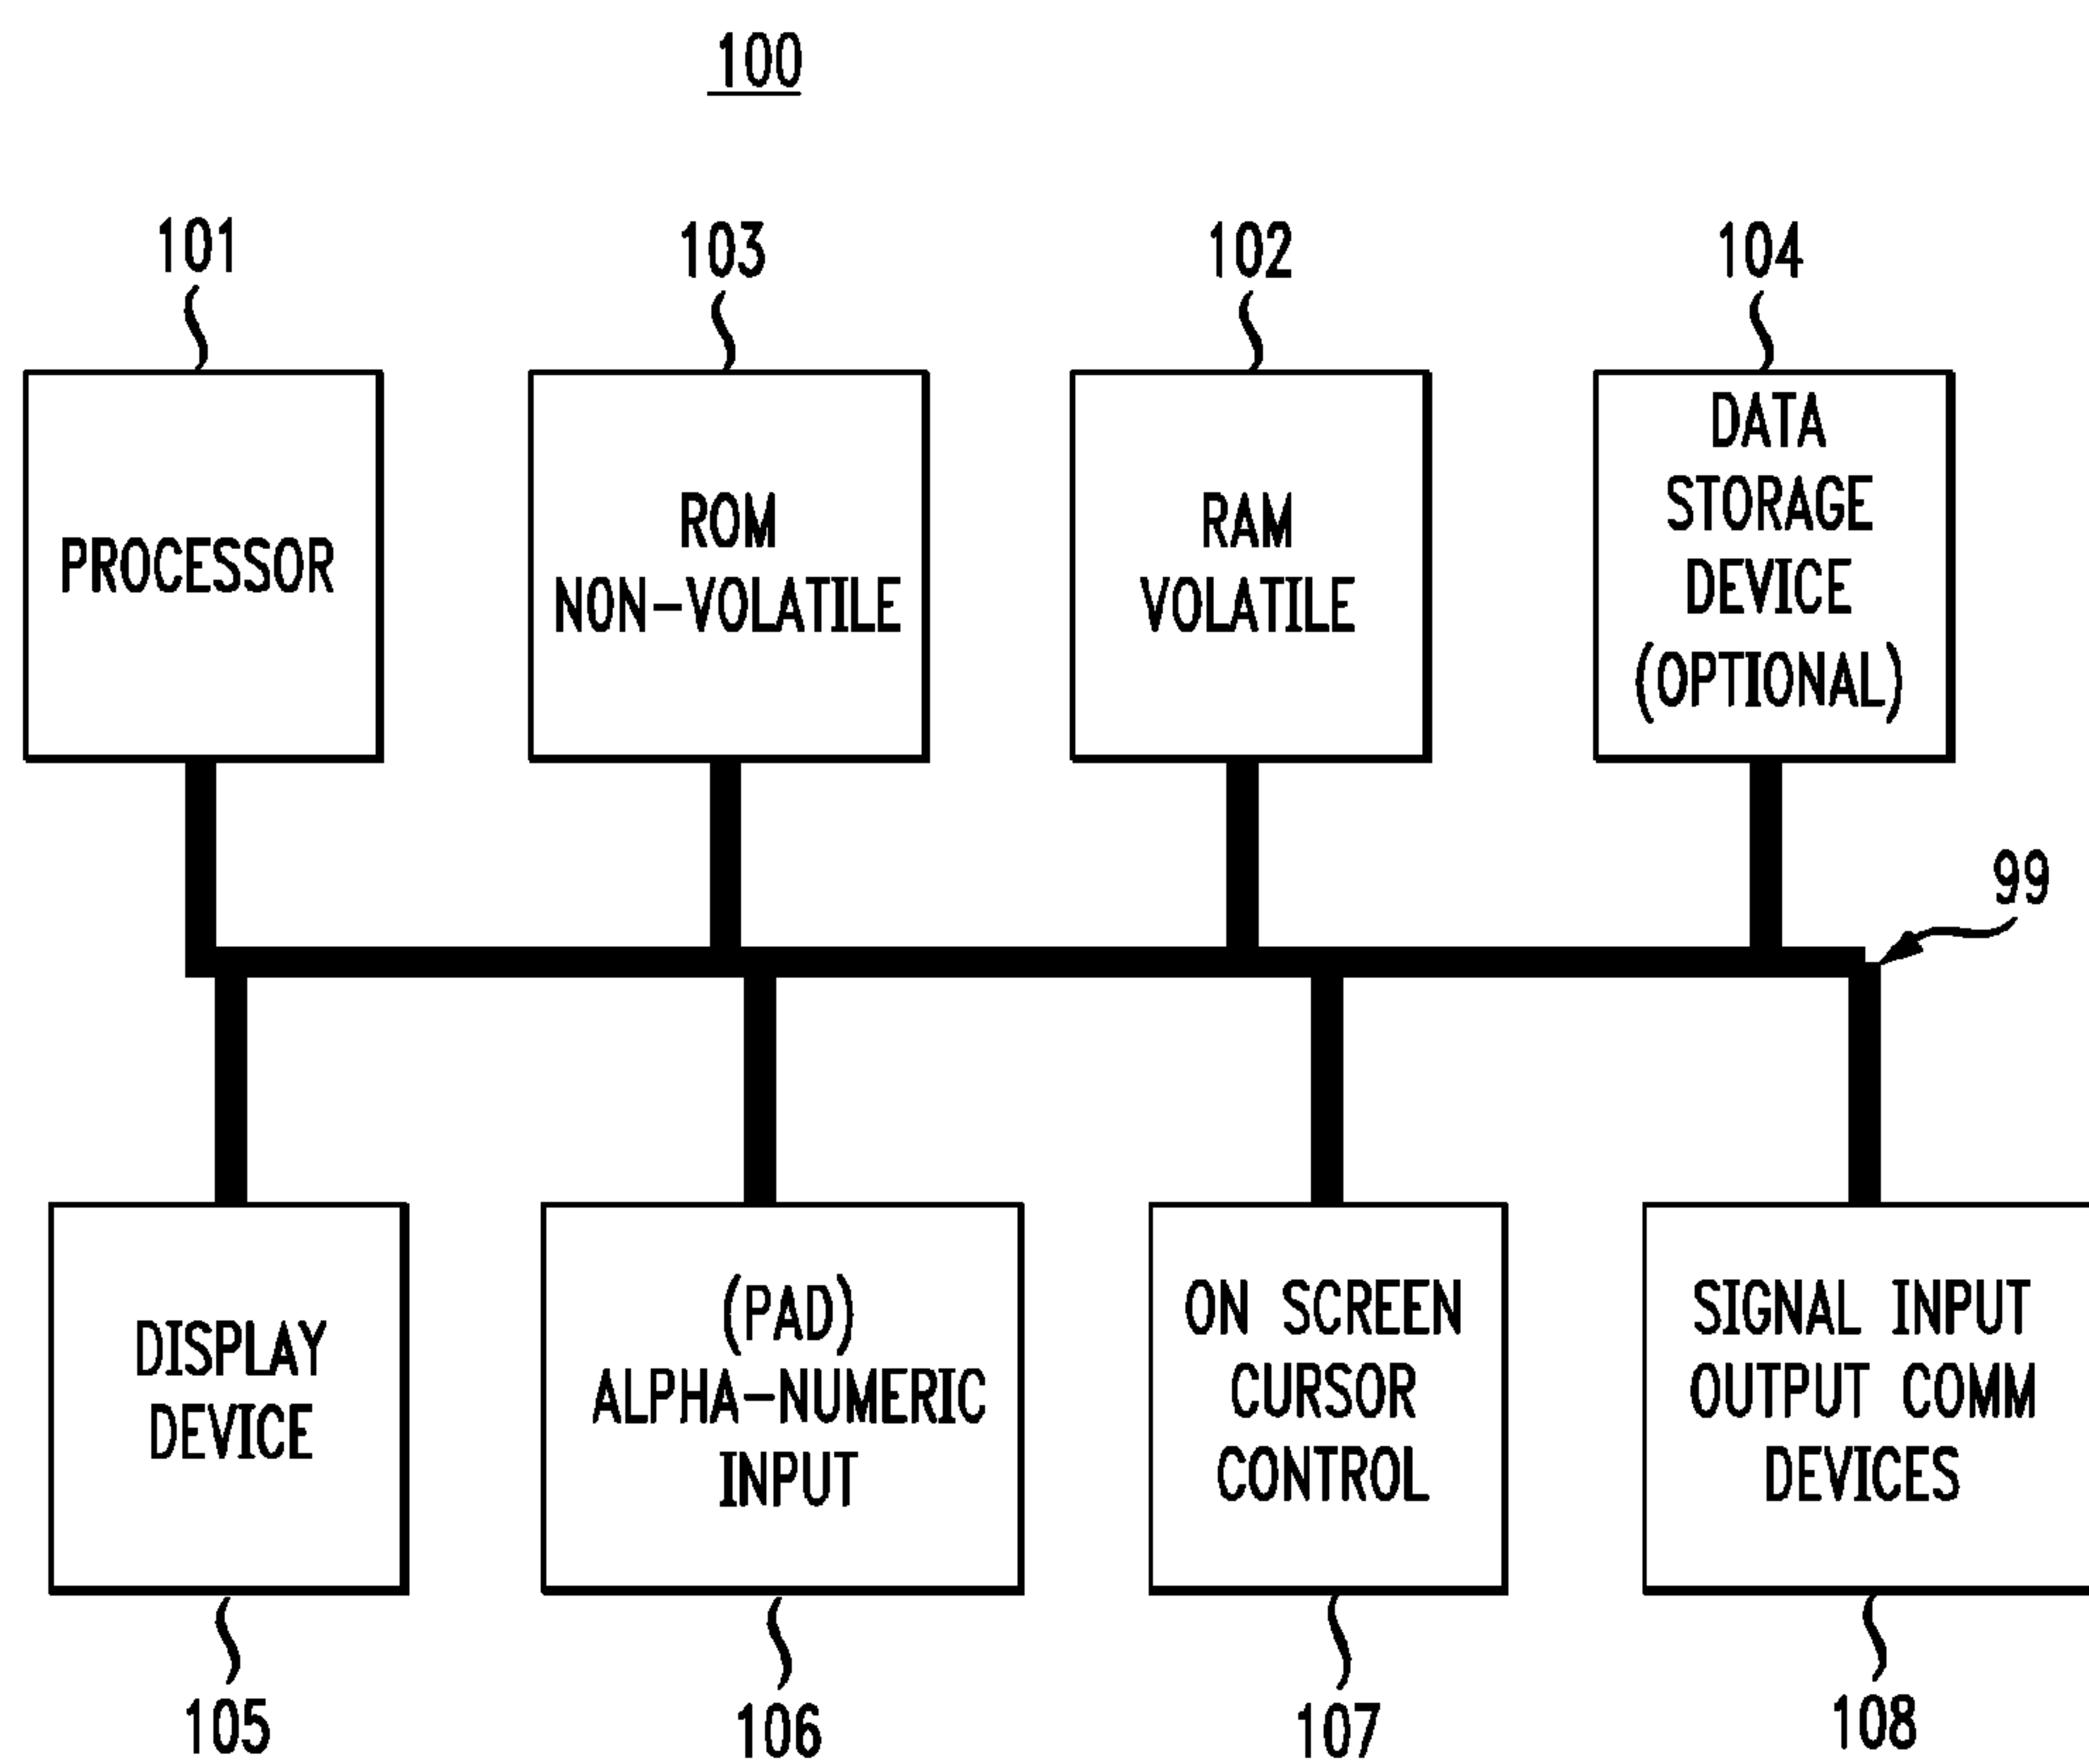 100
101
103
102
104
PROCESSOR
ROM
NON-VOLATILE
RAM
VOLATILE
DATA
STORAGE
DEVICE
(OPTIONAL)
99
DISPLAY
DEVICE
(PAD)
ALPHA-NUMERIC
INPUT
ON SCREEN
CURSOR
CONTROL
SIGNAL INPUT
OUTPUT COMM
DEVICES
105
106
107
108